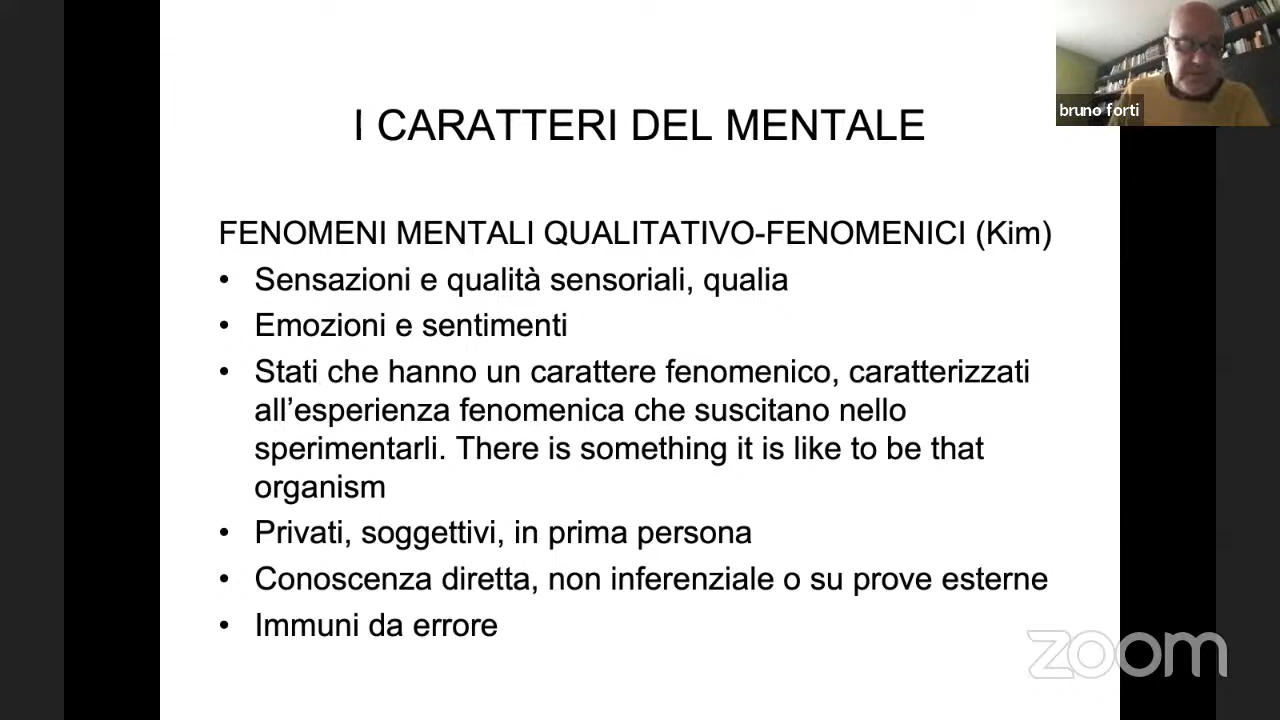 I CARATTERI DEL MENTALE
bruno forti
FENOMENI MENTALI QUALITATIVO-FENOMENICI (Kim)
• Sensazioni e qualità sensoriali, qualia
• Emozioni e sentimenti
• Stati che hanno un carattere fenomenico, caratterizzati
all’esperienza fenomenica che suscitano nello
sperimentarli. There is something it is like to be that
organism
• Privati, soggettivi, in prima persona
• Conoscenza diretta, non inferenziale o su prove esterne
• Immuni da errore
zoom